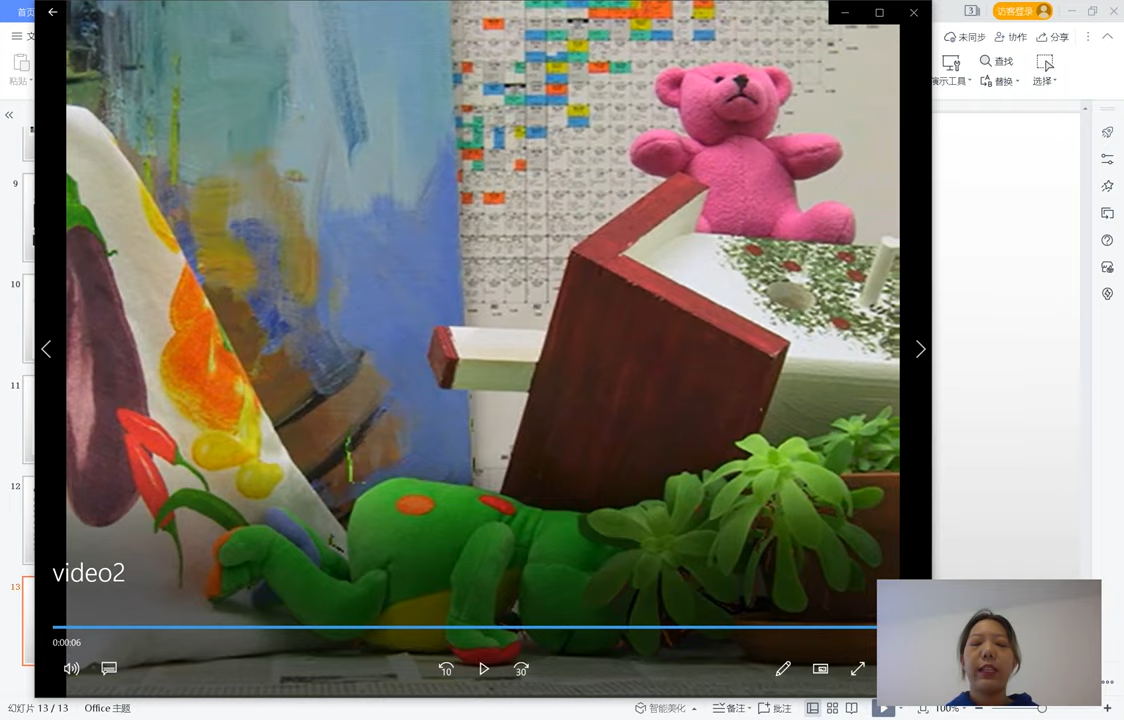 首页
3
访客登录
文
未同步
协作
分享
粘贴
演示工具
查找
替换
选择
9
10
11
12
13
video2
0:00:06
10
30
幻灯片 13 / 13
Office 主题
智能美化
备注
批注
100%